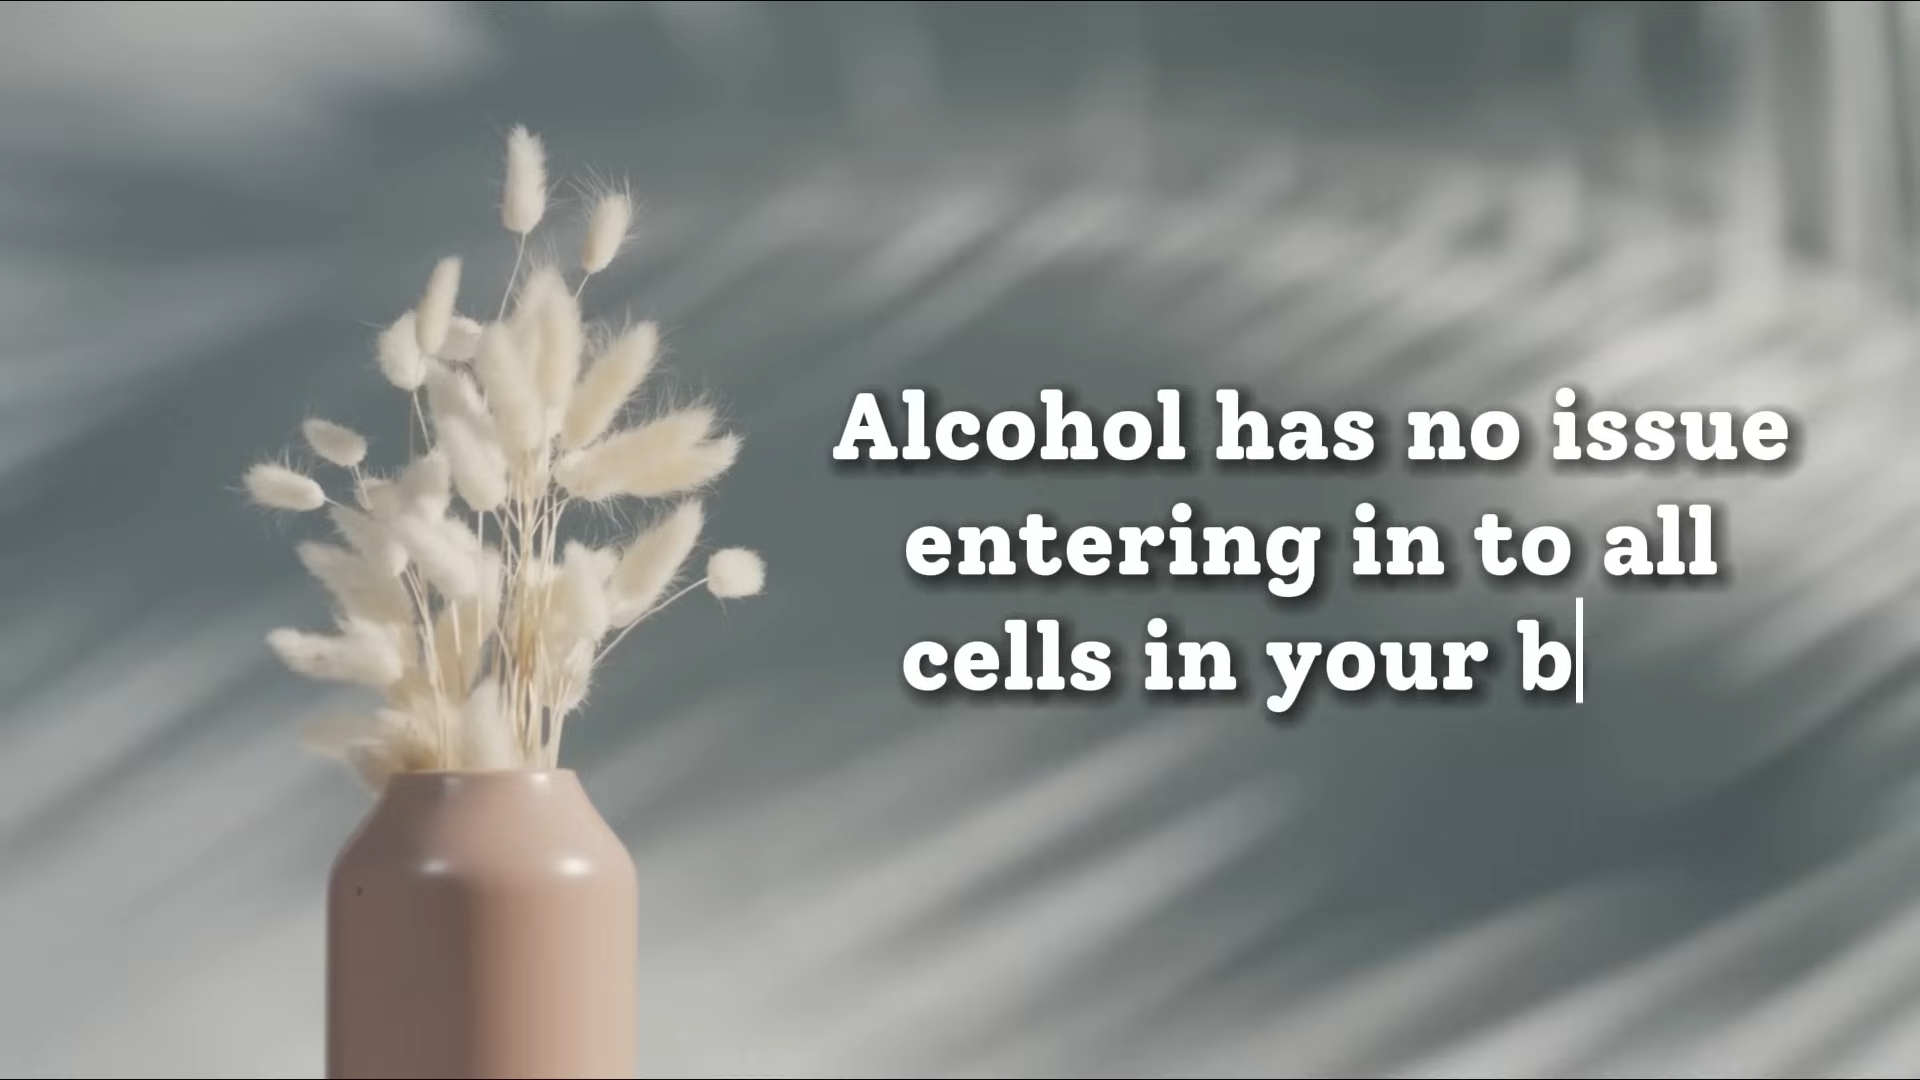 Alcohol has no issue
entering in to all
cells in your b